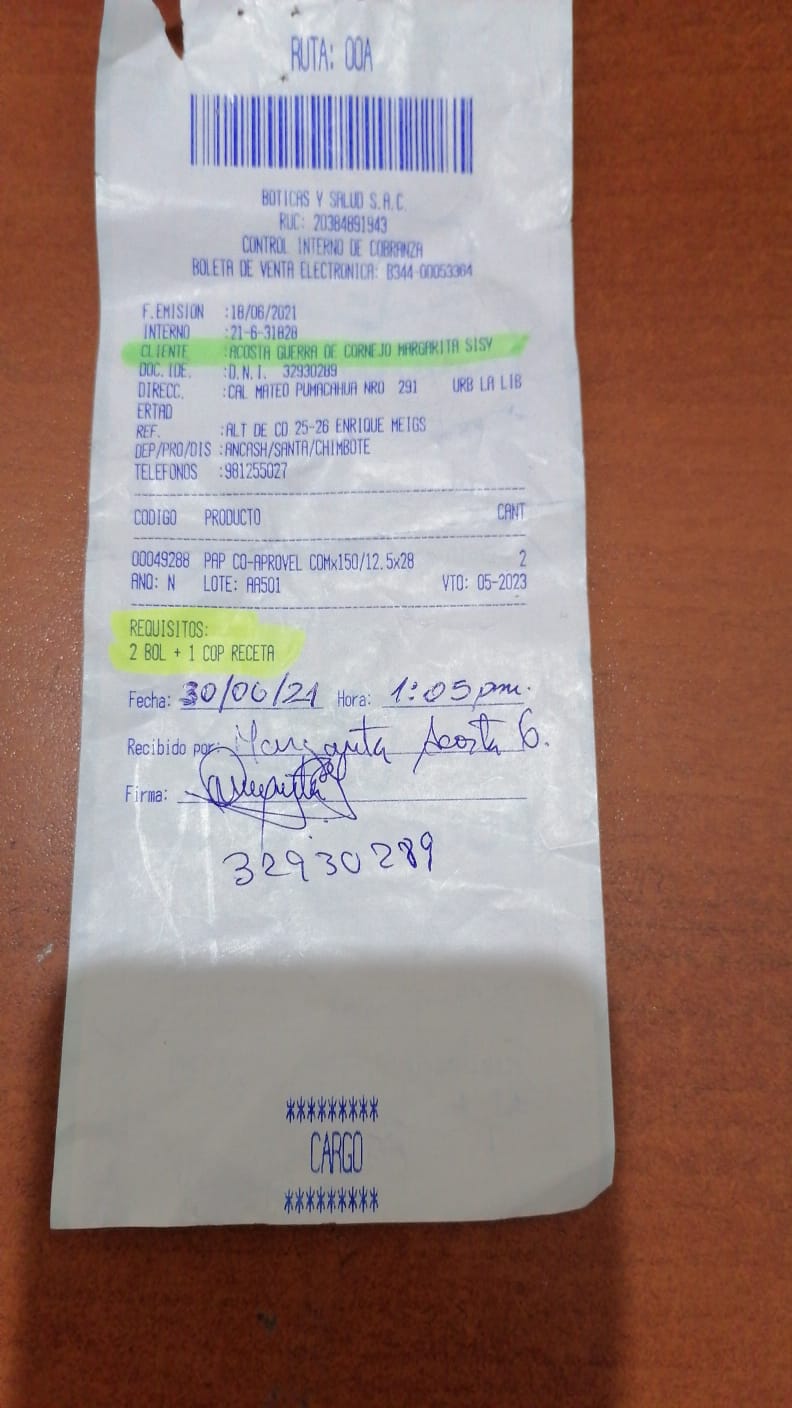 RUTA: 00A
BOTICAS Y SALUD S.A.C.
RUC: 20384891943
CONTROL INTERNO DE COBRANZA
BOLETA DE VENTA ELECTRONICA: B344-00053364
F.EMISION :18/06/2021
INTERNO :21-6-31828
CLIENTE :ACOSTA GUERRA DE CORNEJO MARGARITA SISY
DOC. IDE. :D.N.I. 32930289
DIRECC. :CAL MATEO PUMACAHUA NRO 291 URB LA LIB
ERTAD
REF. :ALT DE CD 25-26 ENRIQUE MEIGS
DEP/PRO/DIS :ANCASH/SANTA/CHIMBOTE
TELEFONOS :981255027
CODIGO PRODUCTO CANT
00049288 PAP CO-APROVEL COMx150/12.5x28 2
ANQ: N LOTE: AA501 VTO: 05-2023
REQUISITOS:
2 BOL + 1 COP RECETA
Fecha: 30/06/21 Hora: 1:05 pm.
Recibido por: Margarita Acosta G.
Firma:
32930289
*********
CARGO
*********